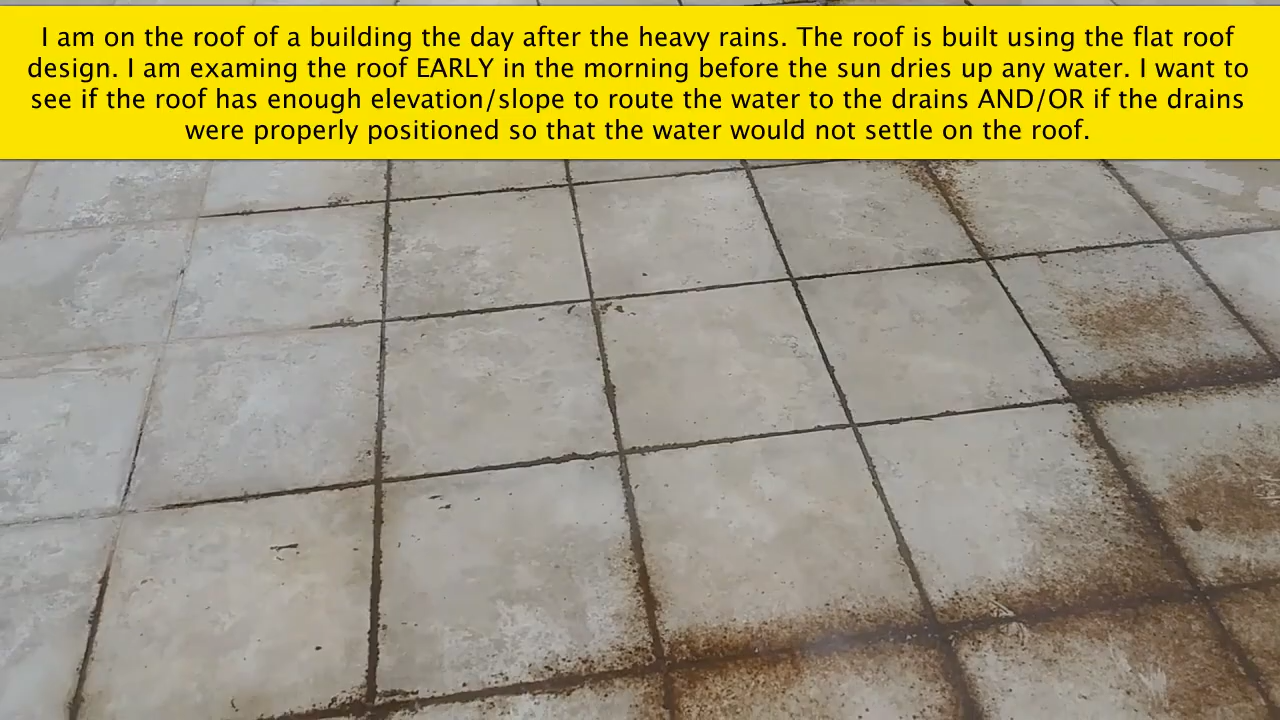 I am on the roof of a building the day after the heavy rains. The roof is built using the flat roof
design. I am examing the roof EARLY in the morning before the sun dries up any water. I want to
see if the roof has enough elevation/slope to route the water to the drains AND/OR if the drains
were properly positioned so that the water would not settle on the roof.